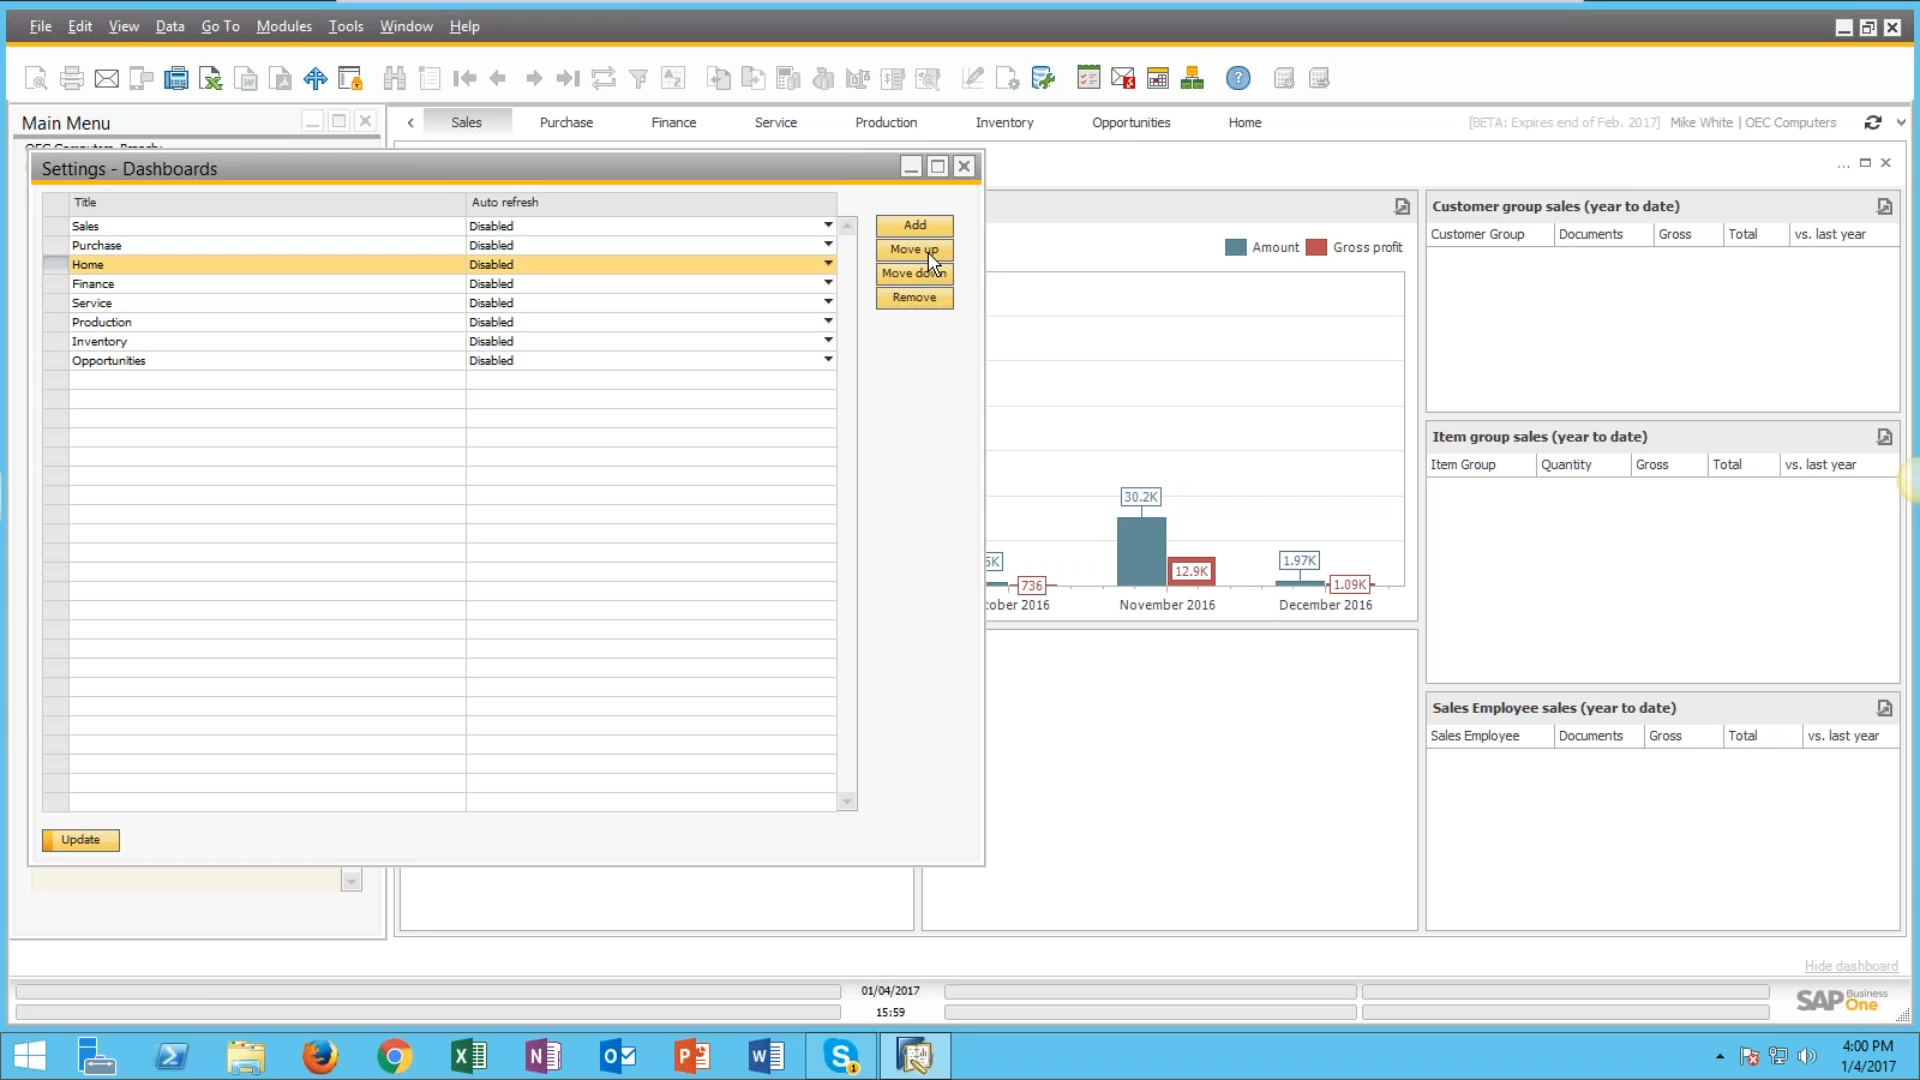 File Edit View Data Go To Modules Tools Window Help
Main Menu
Sales Purchase Finance Service Production Inventory Opportunities Home
[BETA: Expires end of Feb. 2017] Mike White | OEC Computers
Settings - Dashboards
Title Auto refresh
Sales Disabled
Purchase Disabled
Home Disabled
Finance Disabled
Service Disabled
Production Disabled
Inventory Disabled
Opportunities Disabled
Add
Move up
Move down
Remove
Update
Amount Gross profit
30.2K
12.9K
736
1.97K
1.09K
November 2016
December 2016
Customer group sales (year to date)
Customer Group Documents Gross Total vs. last year
Item group sales (year to date)
Item Group Quantity Gross Total vs. last year
Sales Employee sales (year to date)
Sales Employee Documents Gross Total vs. last year
Hide dashboard
01/04/2017
15:59
SAP Business One
4:00 PM
1/4/2017